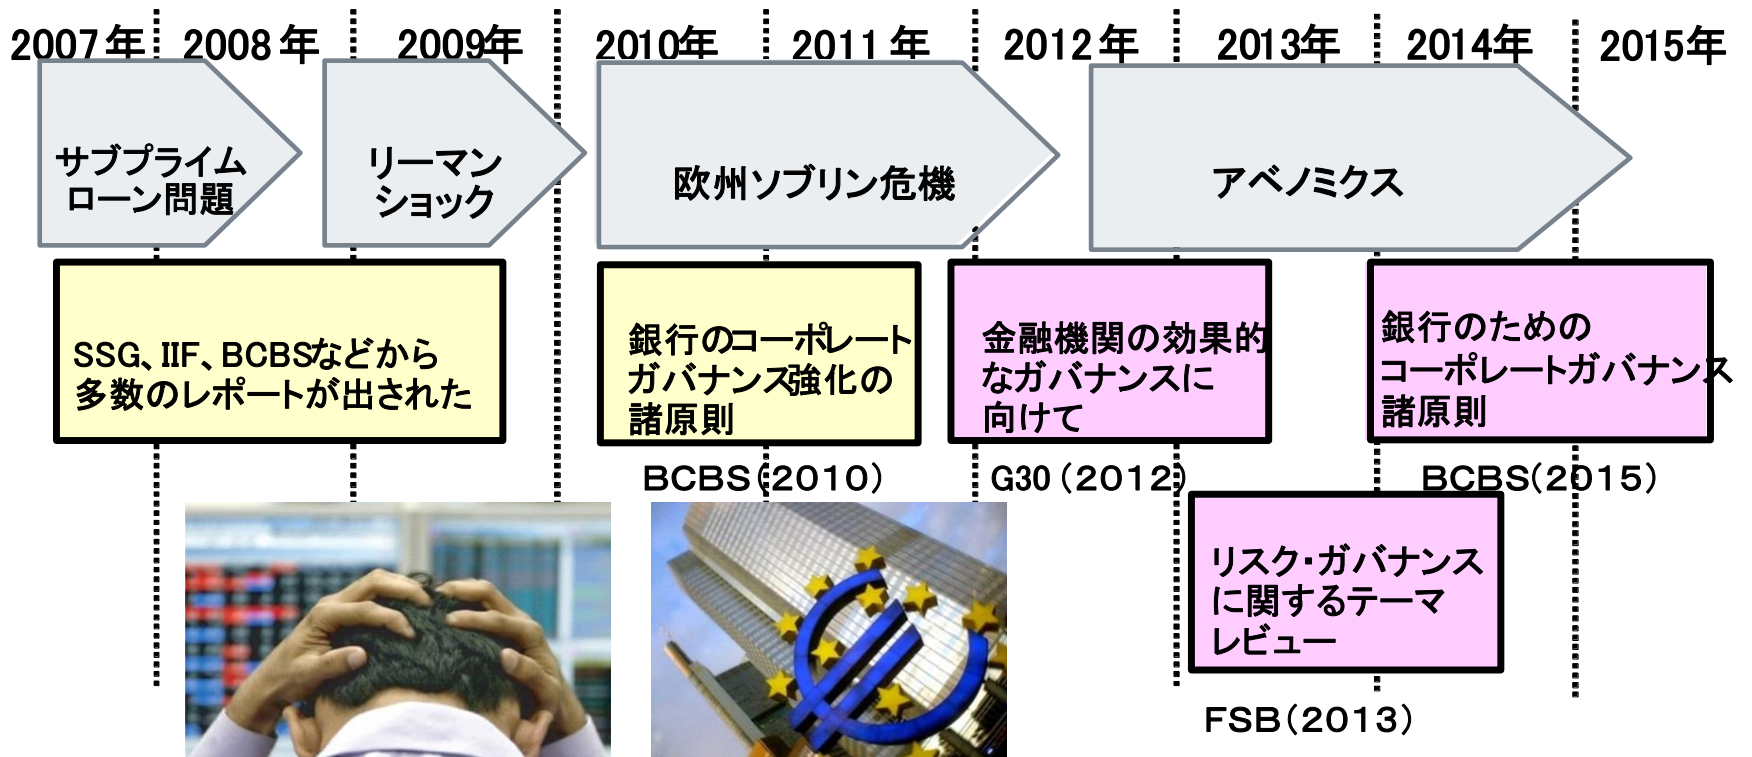 2007年 2008年 2009年 2010年 2011年 2012年 2013年 2014年 2015年
サブプライム
ローン問題
リーマン
ショック
欧州ソブリン危機
アベノミクス
SSG、IIF、BCBSなどから
多数のレポートが出された
銀行のコーポレート
ガバナンス強化の
諸原則
BCBS(2010)
金融機関の効果的
なガバナンスに
向けて
G30(2012)
銀行のための
コーポレートガバナンス
諸原則
BCBS(2015)
リスク・ガバナンス
に関するテーマ
レビュー
FSB(2013)